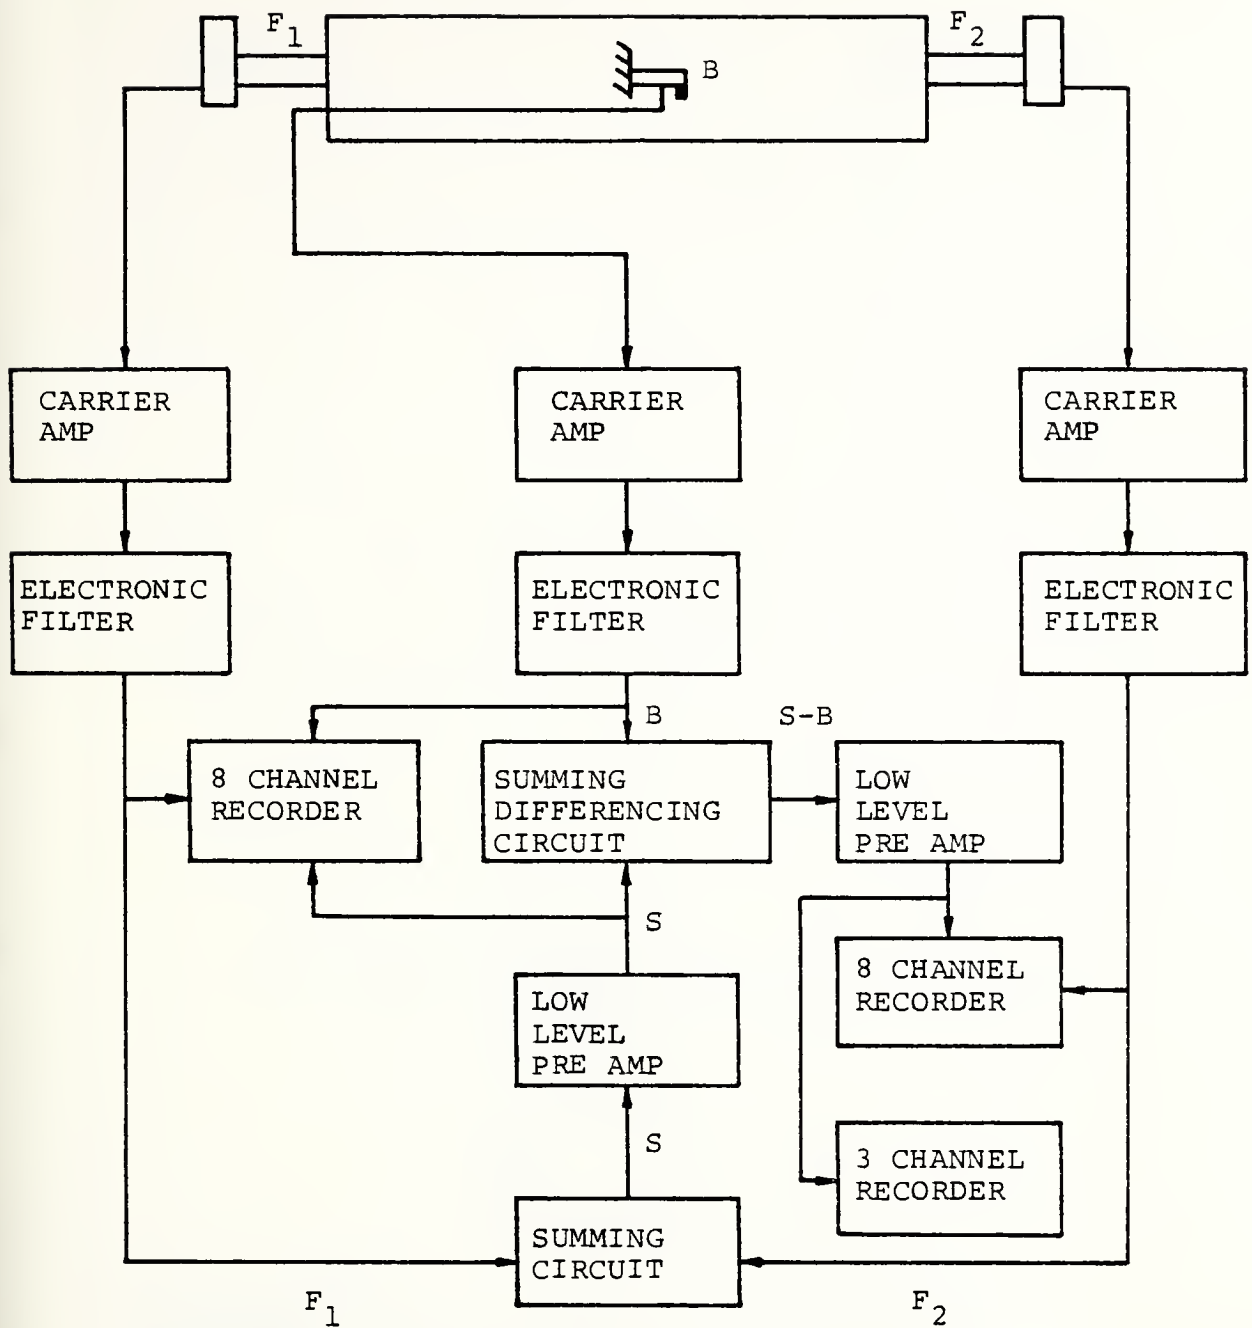 F1
F2
B
CARRIER
AMP
CARRIER
AMP
CARRIER
AMP
ELECTRONIC
FILTER
ELECTRONIC
FILTER
ELECTRONIC
FILTER
B
S-B
8 CHANNEL
RECORDER
SUMMING
DIFFERENCING
CIRCUIT
LOW
LEVEL
PRE AMP
S
LOW
LEVEL
PRE AMP
8 CHANNEL
RECORDER
S
3 CHANNEL
RECORDER
SUMMING
CIRCUIT
F1
F2